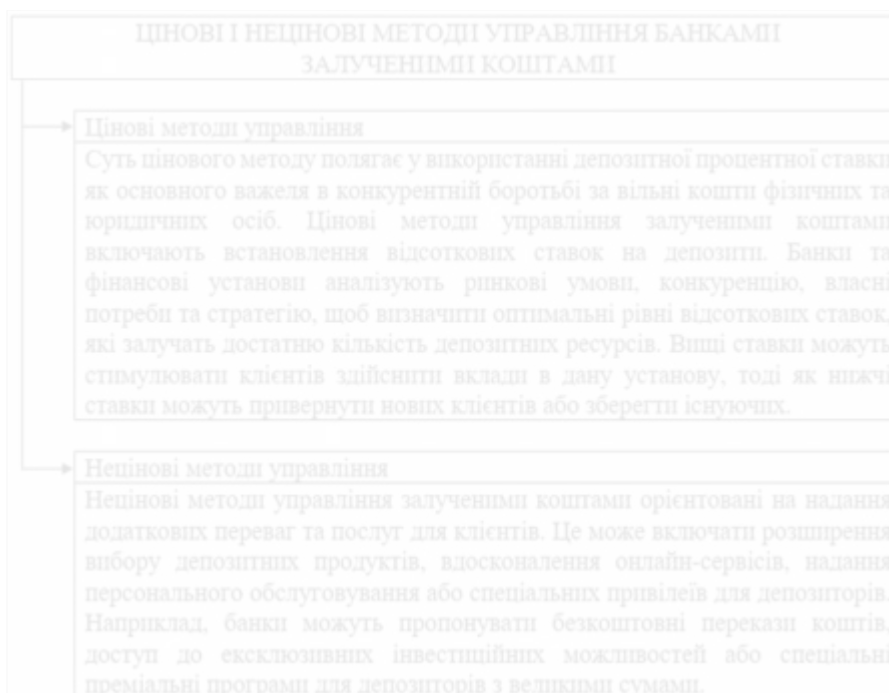 ЦІНОВІ І НЕЦІНОВІ МЕТОДИ УПРАВЛІННЯ БАНКАМИ
ЗАЛУЧЕНИМИ КОШТАМИ
Цінові методи управління
Суть цінового методу полягає у використанні депозитної процентної ставки
як основного важеля в конкурентній боротьбі за вільні кошти фізичних та
юридичних осіб. Цінові методи управління залученими коштами
включають встановлення відсоткових ставок на депозити. Банки та
фінансові установи аналізують ринкові умови, конкуренцію, власні
потреби та стратегію, щоб визначити оптимальні рівні відсоткових ставок,
які залучать достатню кількість депозитних ресурсів. Вищі ставки можуть
стимулювати клієнтів здійснити вклади в дану установу, тоді як нижчі
ставки можуть привернути нових клієнтів або зберегти існуючих.
Нецінові методи управління
Нецінові методи управління залученими коштами орієнтовані на надання
додаткових переваг та послуг для клієнтів. Це може включати розширення
вибору депозитних продуктів, вдосконалення онлайн-сервісів, надання
персонального обслуговування або спеціальних привілеїв для депозиторів.
Наприклад, банки можуть пропонувати безкоштовні перекази коштів,
доступ до ексклюзивних інвестиційних можливостей або спеціальні
преміальні програми для депозиторів з великими сумами.